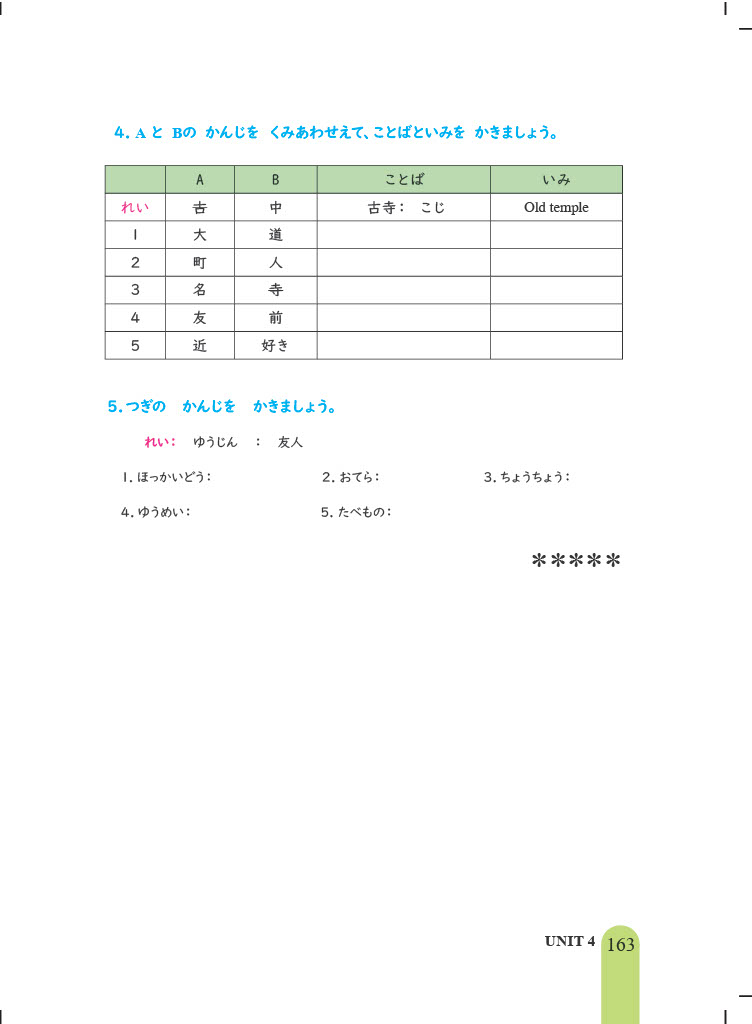 4. A と Bの かんじを くみあわせえて、ことばといみを かきましょう。
A B ことば いみ
れい 古 中 古寺： こじ Old temple
1 大 道
2 町 人
3 名 寺
4 友 前
5 近 好き
5. つぎの かんじを かきましょう。
れい： ゆうじん ： 友人
1. ほっかいどう： 2. おてら： 3. ちょうちょう：
4. ゆうめい： 5. たべもの：
*****
UNIT 4 163